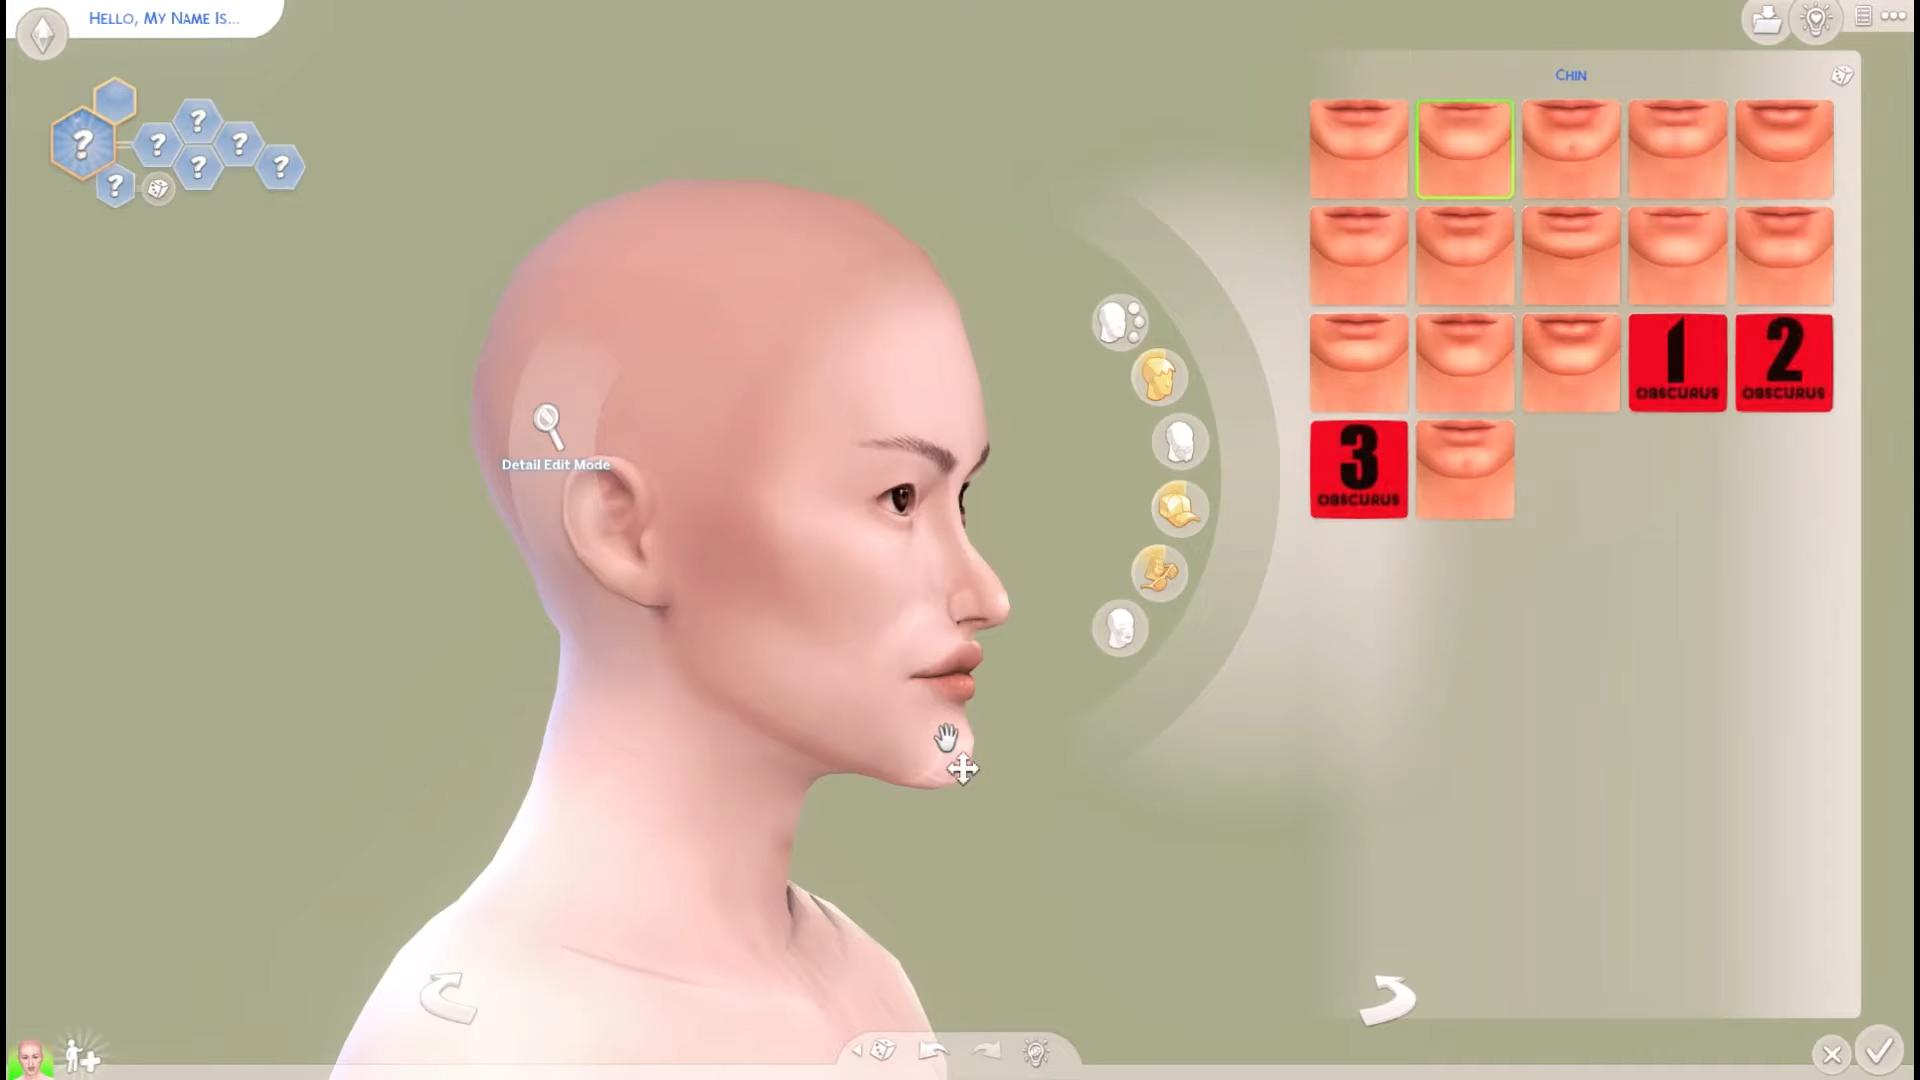 HELLO, MY NAME IS...
?
?
?
?
?
?
?
CHIN
Detail Edit Mode
1
OBSCURUS
2
OBSCURUS
3
OBSCURUS